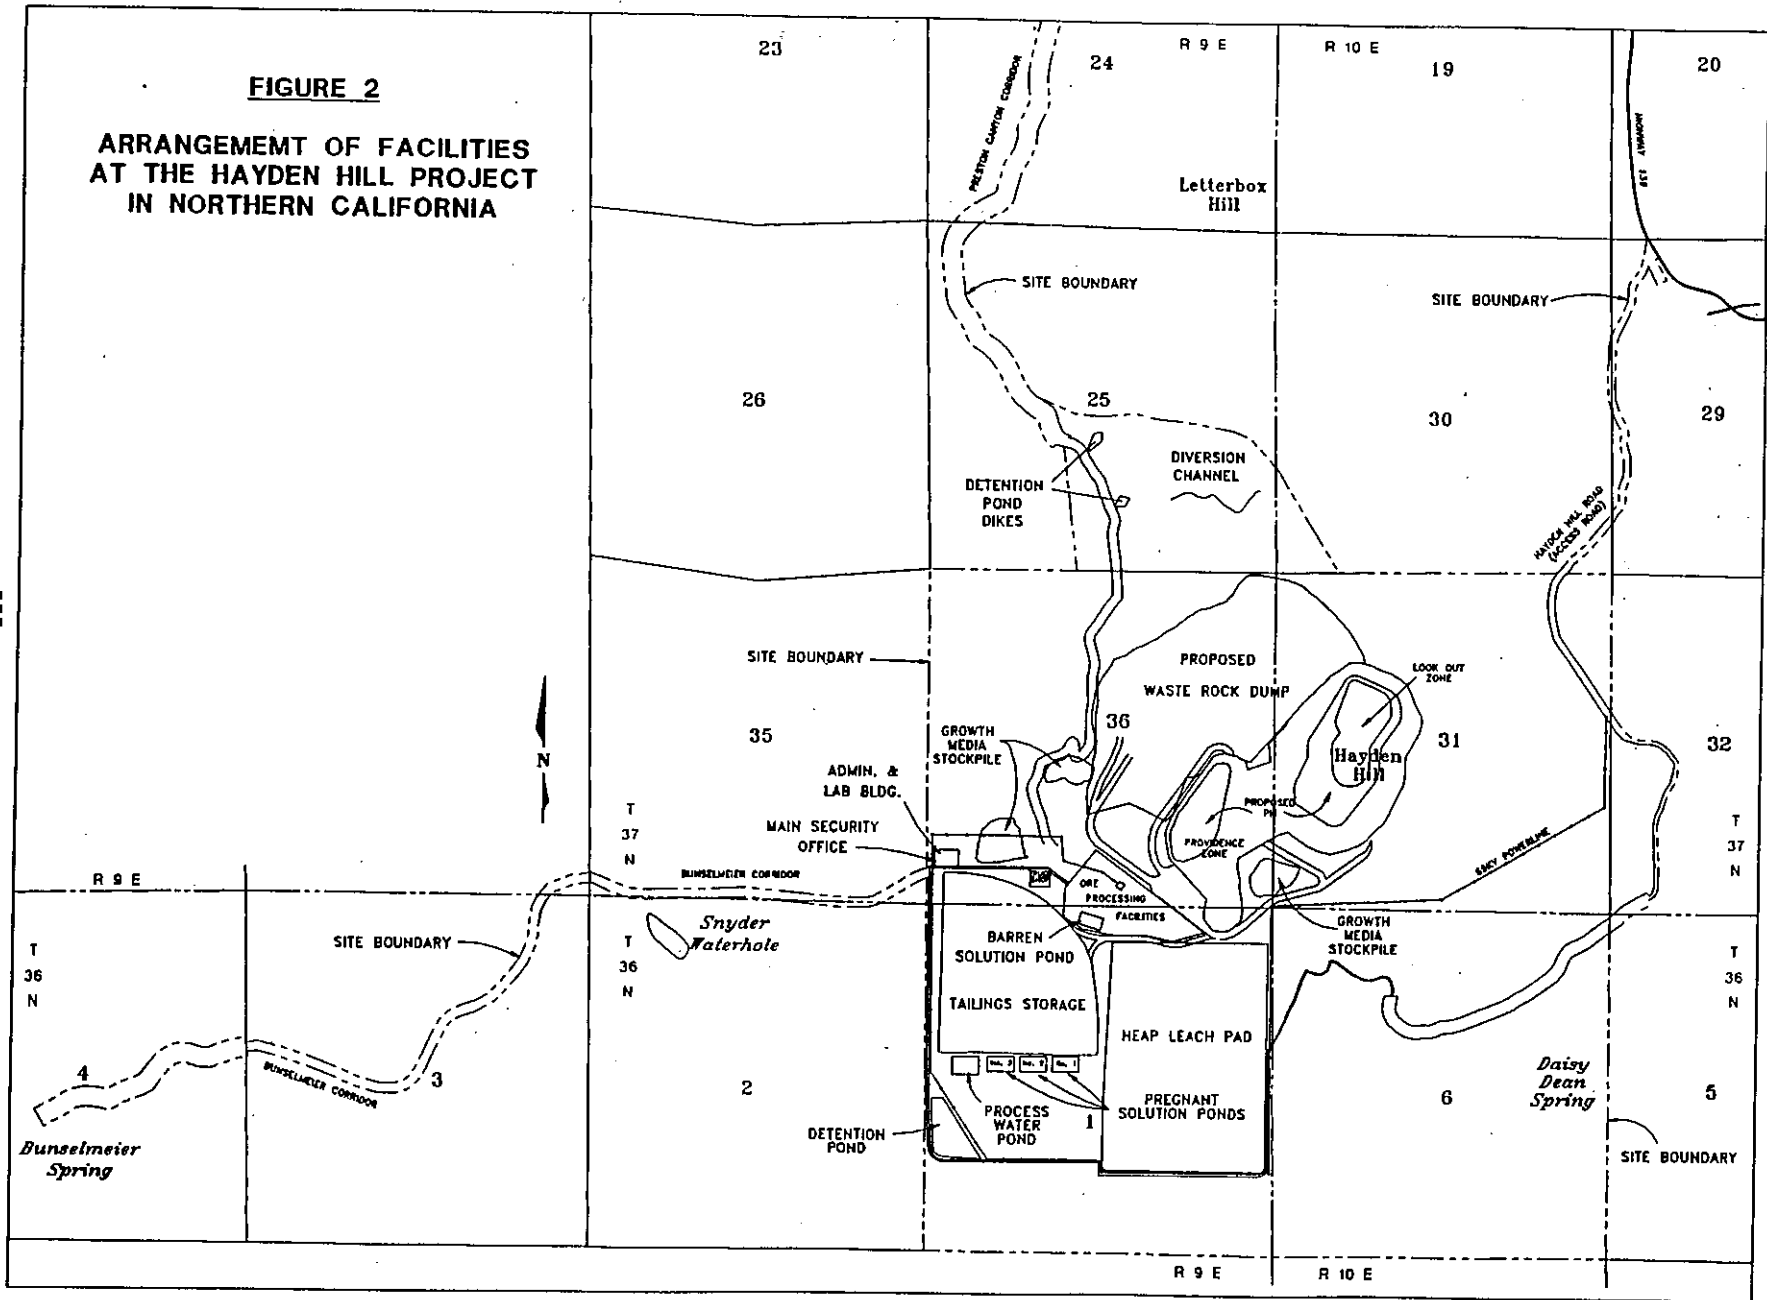 FIGURE 2
ARRANGEMEMT OF FACILITIES
AT THE HAYDEN HILL PROJECT
IN NORTHERN CALIFORNIA
23
24
R 9 E
R 10 E
19
20
PRESTON CANYON CORRIDOR
HIGHWAY 139
Letterbox
Hill
SITE BOUNDARY
SITE BOUNDARY
26
25
30
29
DIVERSION
CHANNEL
DETENTION
POND
DIKES
HAYDEN HILL ROAD
(ACCESS ROAD)
SITE BOUNDARY
PROPOSED
WASTE ROCK DUMP
LOOK OUT
ZONE
35
36
31
32
GROWTH
MEDIA
STOCKPILE
Hayden
Hill
N
ADMIN. &
LAB BLDG.
MAIN SECURITY
OFFICE
PROPOSED
PIT
PROVIDENCE
ZONE
T
37
N
T
37
N
R 9 E
BUNSELMEIER CORRIDOR
ORE
PROCESSING
FACILITIES
POWERLINE
Snyder
Waterhole
SITE BOUNDARY
T
36
N
T
36
N
BARREN
SOLUTION POND
GROWTH
MEDIA
STOCKPILE
T
36
N
TAILINGS STORAGE
HEAP LEACH PAD
No. 3
No. 2
No. 1
4
BUNSELMEIER CORRIDOR
3
2
1
6
5
Daisy
Dean
Spring
PREGNANT
SOLUTION PONDS
PROCESS
WATER
POND
DETENTION
POND
Bunselmeier
Spring
SITE BOUNDARY
R 9 E
R 10 E